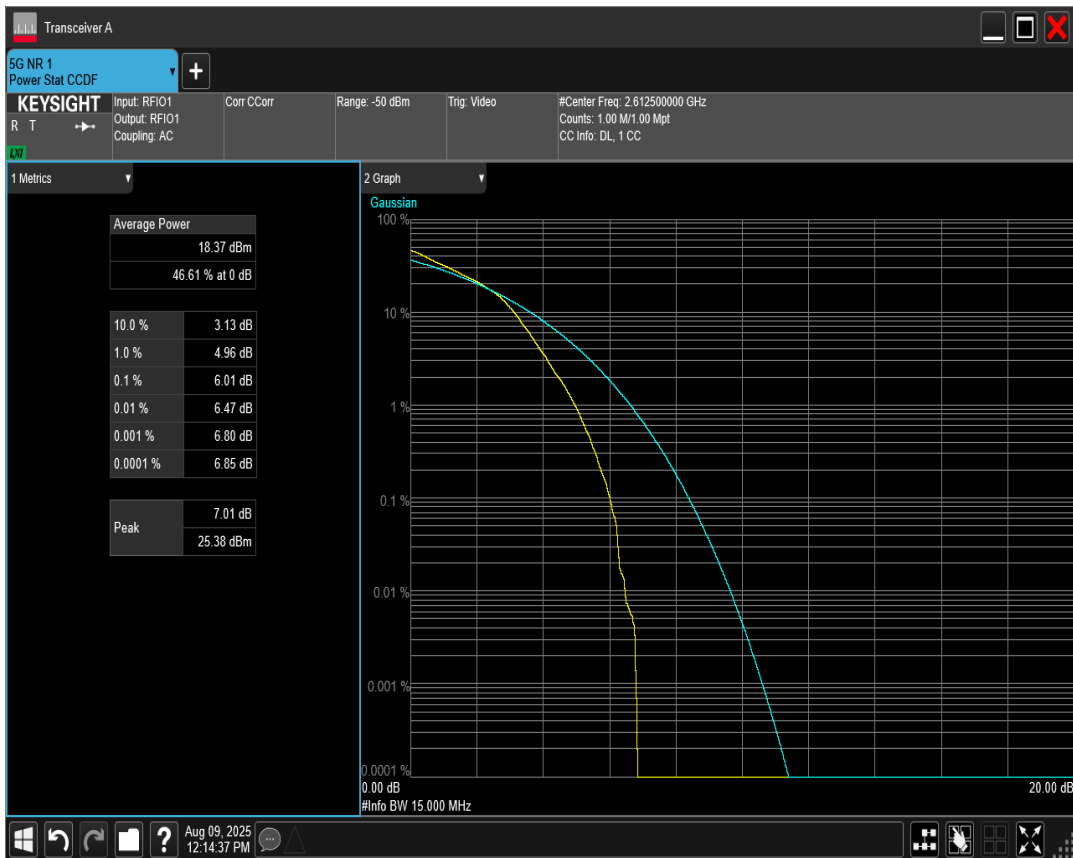 Transceiver A
5G NR 1
Power Stat CCDF
KEYSIGHT
R T
LXI
Input: RFIO1
Output: RFIO1
Coupling: AC
Corr CCorr
Range: -50 dBm
Trig: Video
#Center Freq: 2.612500000 GHz
Counts: 1.00 M/1.00 Mpt
CC Info: DL, 1 CC
1 Metrics
Average Power
18.37 dBm
46.61 % at 0 dB
10.0 % 3.13 dB
1.0 % 4.96 dB
0.1 % 6.01 dB
0.01 % 6.47 dB
0.001 % 6.80 dB
0.0001 % 6.85 dB
Peak 7.01 dB
25.38 dBm
2 Graph
Gaussian
100 %
10 %
1 %
0.1 %
0.01 %
0.001 %
0.0001 %
0.00 dB 20.00 dB
#Info BW 15.000 MHz
? Aug 09, 2025
12:14:37 PM